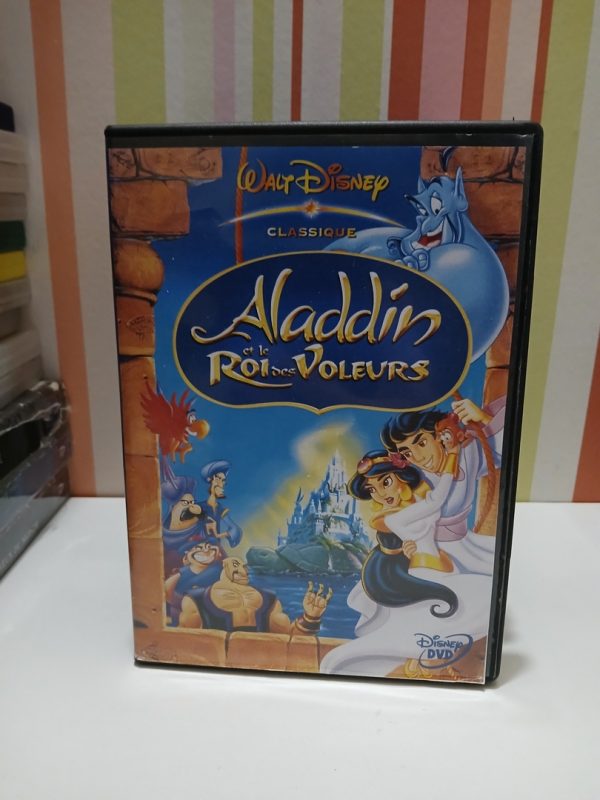 WALT DISNEY
CLASSIQUE
Aladdin
et le
ROI des VOLEURS
DISNEY
DVD